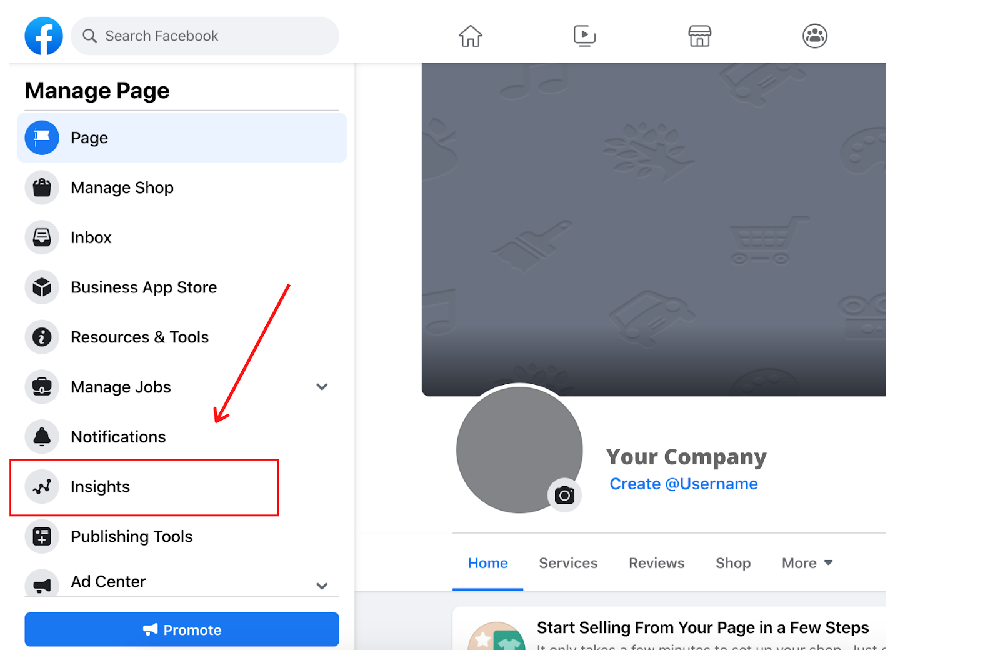 Search Facebook
Manage Page
Page
Manage Shop
Inbox
Business App Store
Resources & Tools
Manage Jobs
Notifications
Insights
Publishing Tools
Ad Center
Promote
Your Company
Create @Username
Home Services Reviews Shop More
Start Selling From Your Page in a Few Steps
It only takes a few minutes to set up your shop. Just